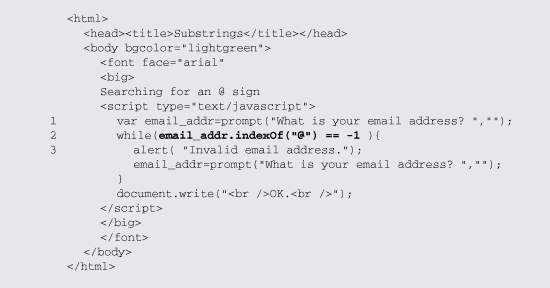 <html>
<head><title>Substrings</title></head>
<body bgcolor="lightgreen">
<font face="arial"
<big>
Searching for an @ sign
<script type="text/javascript">
1 var email_addr=prompt("What is your email address? ","");
2 while(email_addr.indexOf("@") == -1 ){
3 alert( "Invalid email address.");
email_addr=prompt("What is your email address? ","");
}
document.write("<br />OK.<br />");
</script>
</big>
</font>
</body>
</html>